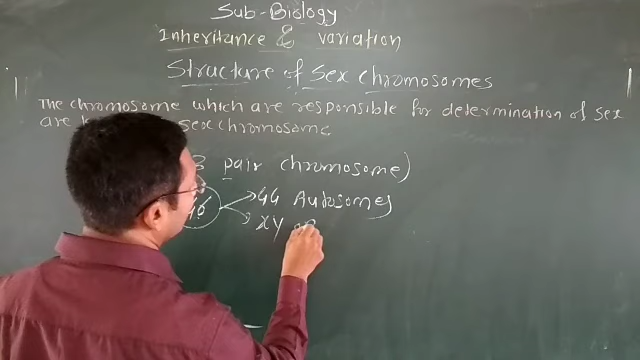 Sub-Biology
Inheritance & variation
Structure of Sex Chromosomes
The chromosome which are responsible for determination of sex
are sex chromosome
pair chromosome)
46 44 Autosomes
XY